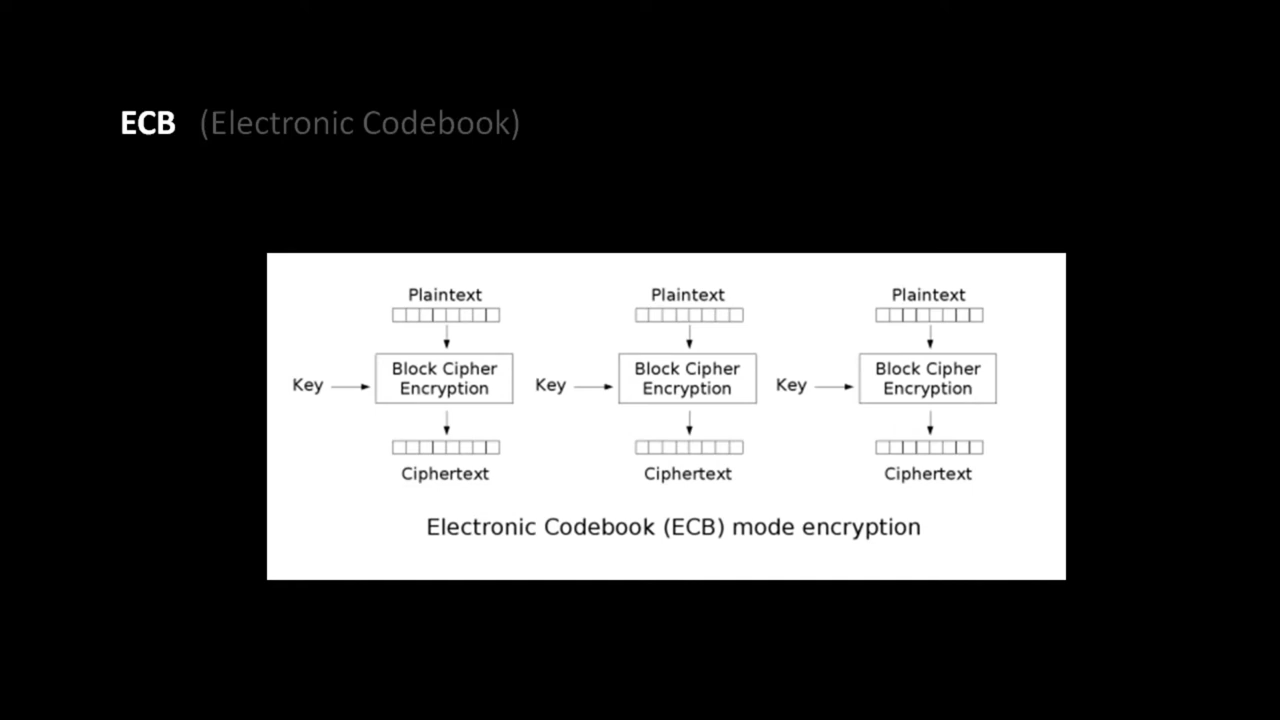 ECB (Electronic Codebook)
Plaintext Plaintext Plaintext
Key Block Cipher Encryption Key Block Cipher Encryption Key Block Cipher Encryption
Ciphertext Ciphertext Ciphertext
Electronic Codebook (ECB) mode encryption